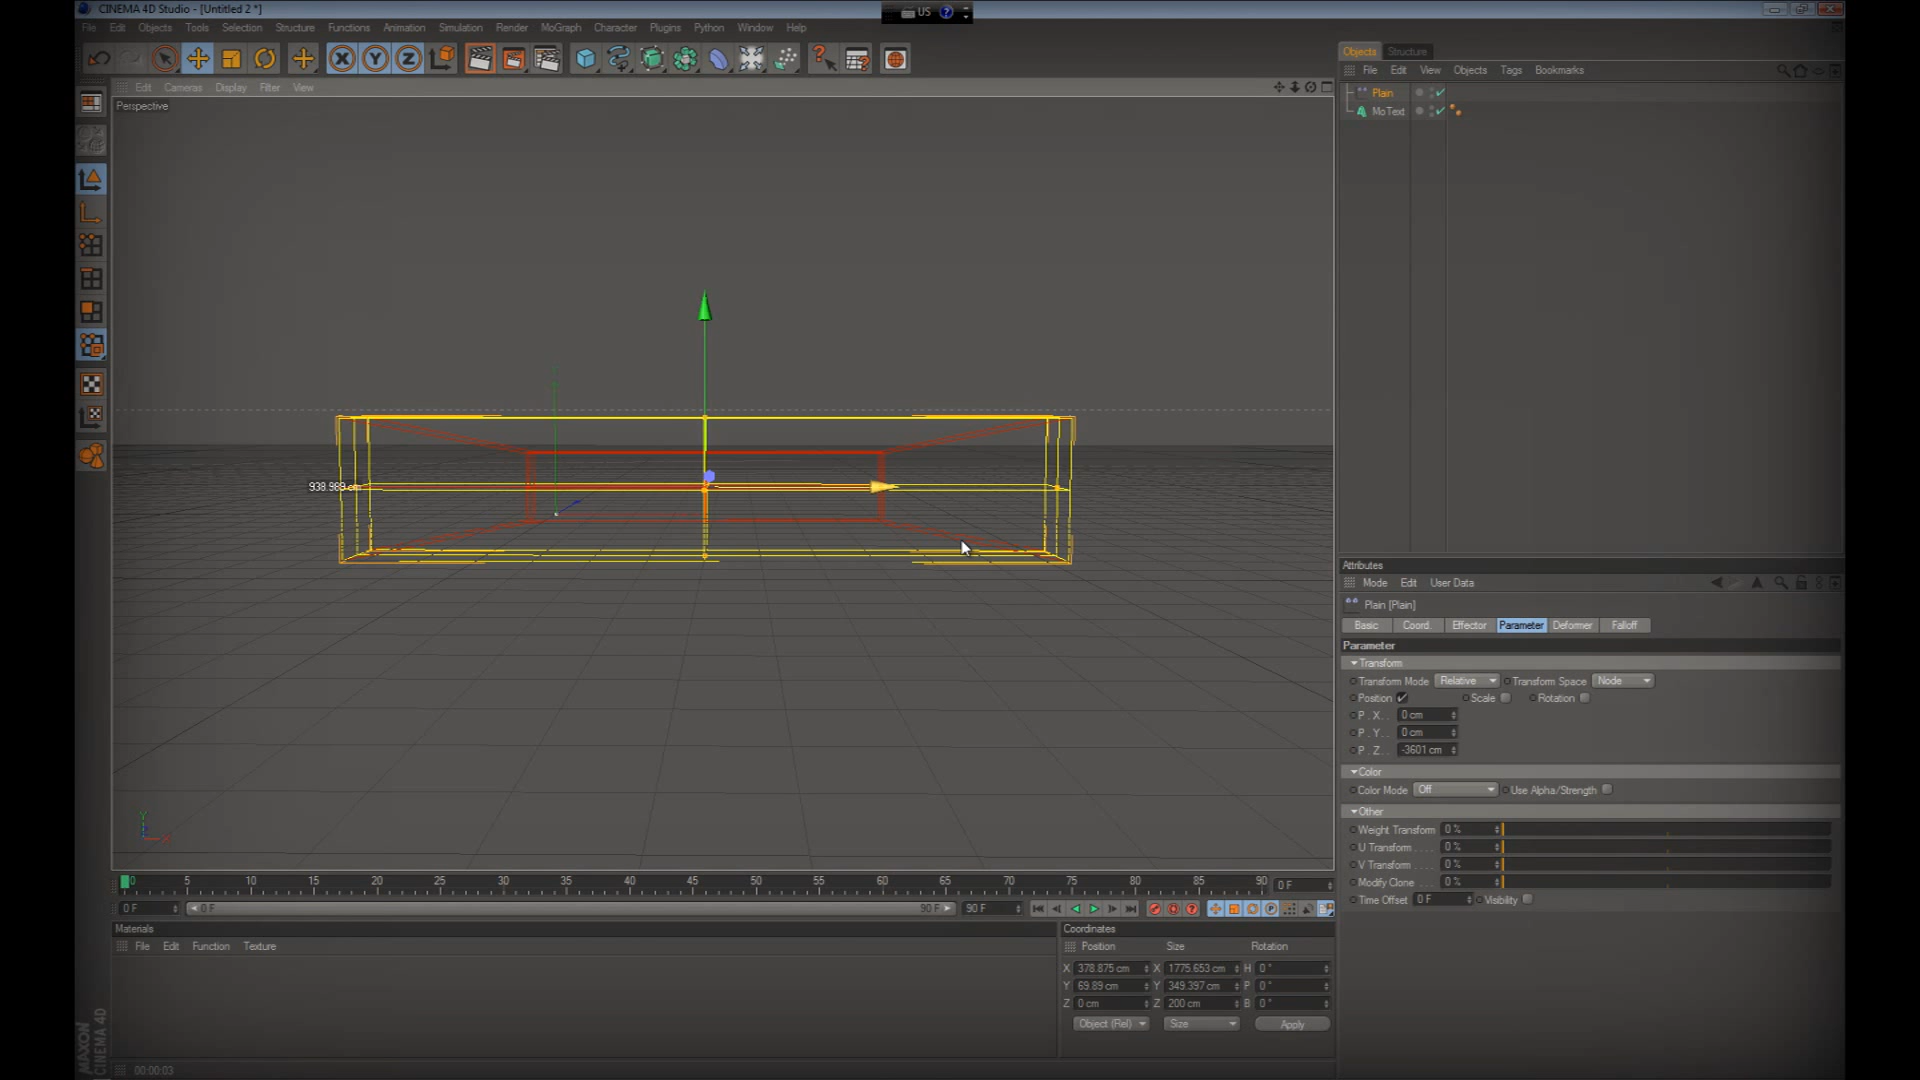 CINEMA 4D Studio - [Untitled 2 *]
US
File Edit Objects Tools Selection Structure Functions Animation Simulation Render MoGraph Character Plugins Python Window Help
Objects Structure
File Edit View Objects Tags Bookmarks
Edit Cameras Display Filter View
Perspective
Plain
MoText
X Y Z
938.989 cm
Y
Z X
Attributes
Mode Edit User Data
Plain [Plain]
Basic Coord. Effector Parameter Deformer Falloff
Parameter
Transform
Transform Mode Relative Transform Space Node
Position Scale Rotation
P . X . . 0 cm
P . Y . . 0 cm
P . Z . . -3601 cm
Color
Color Mode Off Use Alpha/Strength
Other
Weight Transform 0 %
U Transform . . . . 0 %
V Transform . . . . 0 %
Modify Clone . . . 0 %
Time Offset 0 F Visibility
0 5 10 15 20 25 30 35 40 45 50 55 60 65 70 75 80 85 90 0 F
0 F 0 F 90 F 90 F
Materials
File Edit Function Texture
Coordinates
Position Size Rotation
X 378.875 cm X 1775.653 cm H 0 °
Y 69.89 cm Y 349.397 cm P 0 °
Z 0 cm Z 200 cm B 0 °
Object (Rel) Size Apply
MAXON
CINEMA 4D
00:00:03